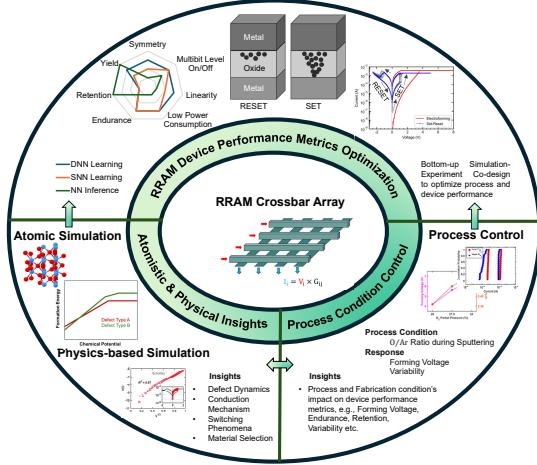 Symmetry
Yield
Multibit Level
On/Off
Retention
Linearity
Endurance
Low Power
Consumption
DNN Learning
SNN Learning
NN Inference
Metal
Oxide
Metal
RESET
SET
RESET
SET
Electroforming
Set-Reset
Voltage (V)
Bottom-up Simulation-
Experiment Co-design
to optimize process and
device performance
RRAM Device Performance Metrics Optimization
RRAM Crossbar Array
Ii = Vi × Gij
Atomistic & Physical Insights
Process Condition Control
Atomic Simulation
Formation Energy
Defect Type A
Defect Type B
Chemical Potential
Physics-based Simulation
Insights
• Defect Dynamics
• Conduction
Mechanism
• Switching
Phenomena
• Material Selection
Process Control
Process Condition
O/Ar Ratio during Sputtering
Response
Forming Voltage
Variability
Insights
• Process and Fabrication condition's
impact on device performance
metrics, e.g., Forming Voltage,
Endurance, Retention,
Variability etc.